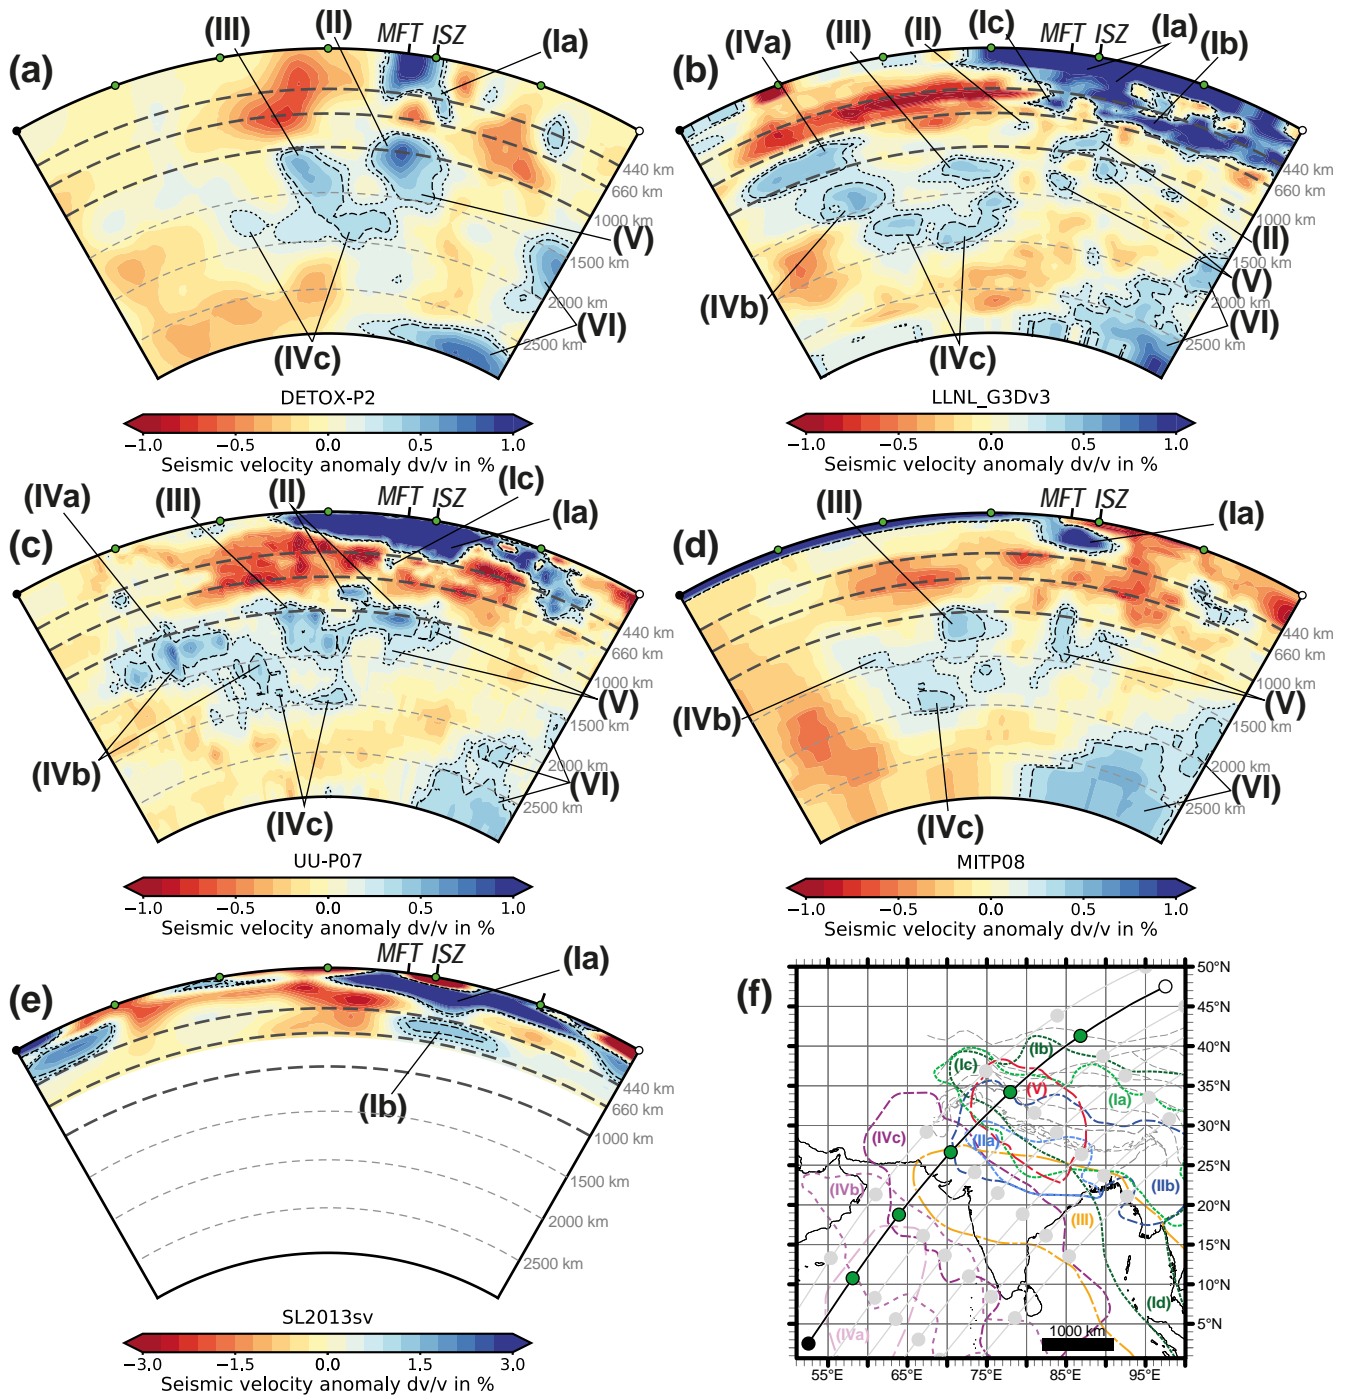 (a)
(III)
(II)
MFT ISZ
(Ia)
440 km
660 km
1000 km
(V)
1500 km
2000 km
(VI)
2500 km
(IVc)
DETOX-P2
−1.0 −0.5 0.0 0.5 1.0
Seismic velocity anomaly dv/v in %
(b)
(IVa)
(III)
(II)
(Ic)
MFT ISZ
(Ia)
(Ib)
440 km
660 km
1000 km
(II)
1500 km
(V)
2000 km
(VI)
2500 km
(IVb)
(IVc)
LLNL_G3Dv3
−1.0 −0.5 0.0 0.5 1.0
Seismic velocity anomaly dv/v in %
(c)
(IVa)
(III)
(II)
MFT ISZ
(Ic)
(Ia)
440 km
660 km
1000 km
(V)
1500 km
2000 km
(VI)
2500 km
(IVb)
(IVc)
UU-P07
−1.0 −0.5 0.0 0.5 1.0
Seismic velocity anomaly dv/v in %
(d)
(III)
MFT ISZ
(Ia)
440 km
660 km
1000 km
(V)
1500 km
2000 km
(VI)
2500 km
(IVb)
(IVc)
MITP08
−1.0 −0.5 0.0 0.5 1.0
Seismic velocity anomaly dv/v in %
(e)
MFT ISZ
(Ia)
(Ib)
440 km
660 km
1000 km
1500 km
2000 km
2500 km
SL2013sv
−3.0 −1.5 0.0 1.5 3.0
Seismic velocity anomaly dv/v in %
(f)
50°N
45°N
40°N
35°N
30°N
25°N
20°N
15°N
10°N
5°N
(Ib)
(Ic)
(V)
(Ia)
(IVc)
(IIa)
(IVb)
(IIb)
(III)
(Id)
(IVa)
1000 km
55°E 65°E 75°E 85°E 95°E